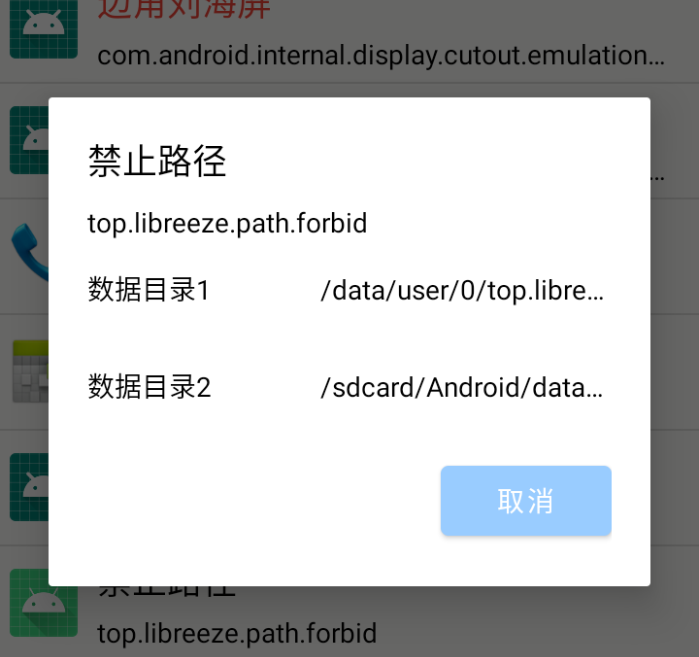 边角刘海屏
com.android.internal.display.cutout.emulation...
...
禁止路径
top.libreeze.path.forbid
数据目录1 /data/user/0/top.libre...
数据目录2 /sdcard/Android/data...
取消
禁止路径
top.libreeze.path.forbid